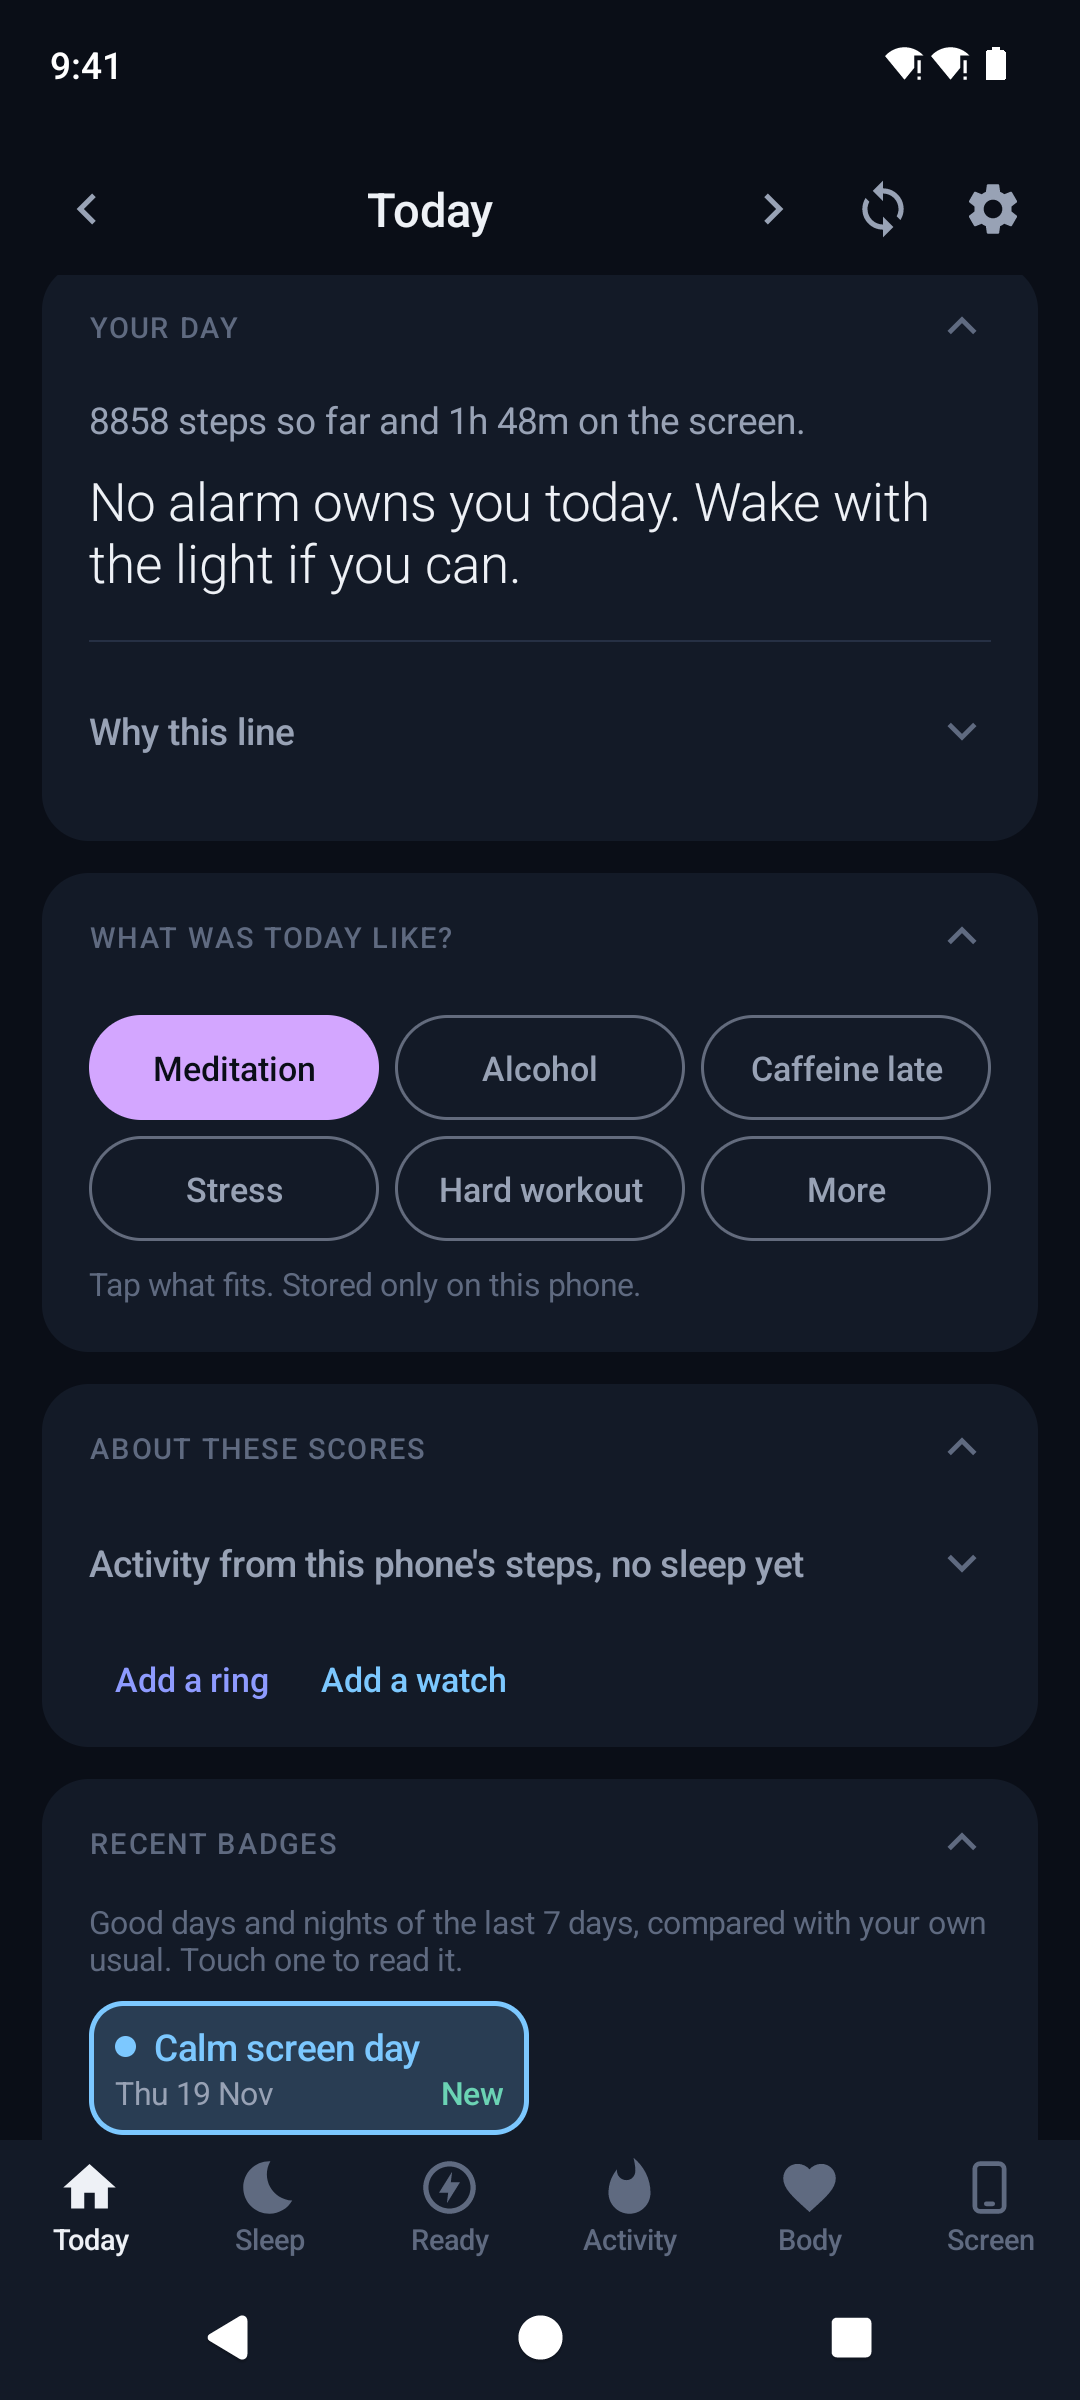 9:41
Today
YOUR DAY
8858 steps so far and 1h 48m on the screen.
No alarm owns you today. Wake with
the light if you can.
Why this line
WHAT WAS TODAY LIKE?
Meditation
Alcohol
Caffeine late
Stress
Hard workout
More
Tap what fits. Stored only on this phone.
ABOUT THESE SCORES
Activity from this phone's steps, no sleep yet
Add a ring
Add a watch
RECENT BADGES
Good days and nights of the last 7 days, compared with your own
usual. Touch one to read it.
Calm screen day
Thu 19 Nov
New
Today
Sleep
Ready
Activity
Body
Screen